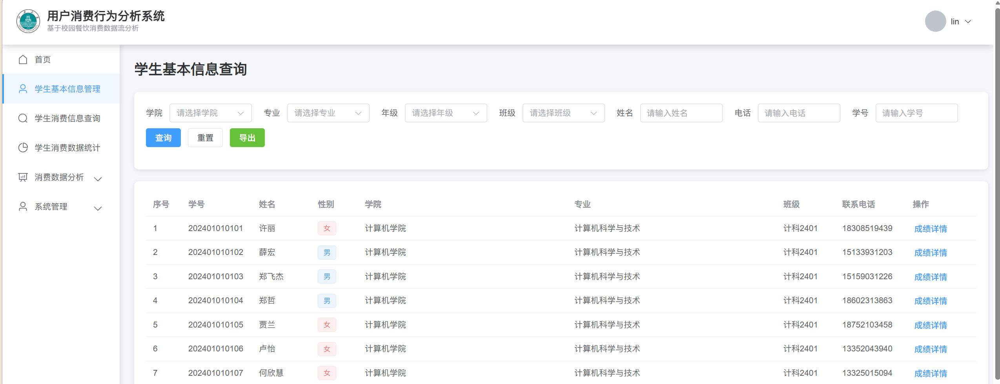 用户消费行为分析系统
基于校园餐饮消费数据流分析
lin
首页
学生基本信息管理
学生消费信息查询
学生消费数据统计
消费数据分析
系统管理
学生基本信息查询
学院 请选择学院 专业 请选择专业 年级 请选择年级 班级 请选择班级 姓名 请输入姓名 电话 请输入电话 学号 请输入学号
查询 重置 导出
序号 学号 姓名 性别 学院 专业 班级 联系电话 操作
1 202401010101 许丽 女 计算机学院 计算机科学与技术 计科2401 18308519439 成绩详情
2 202401010102 薛宏 男 计算机学院 计算机科学与技术 计科2401 15133931203 成绩详情
3 202401010103 郑飞杰 男 计算机学院 计算机科学与技术 计科2401 15159031226 成绩详情
4 202401010104 郑哲 男 计算机学院 计算机科学与技术 计科2401 18602313863 成绩详情
5 202401010105 贾兰 女 计算机学院 计算机科学与技术 计科2401 18752103458 成绩详情
6 202401010106 卢怡 女 计算机学院 计算机科学与技术 计科2401 13352043940 成绩详情
7 202401010107 何欣慧 女 计算机学院 计算机科学与技术 计科2401 13325015094 成绩详情